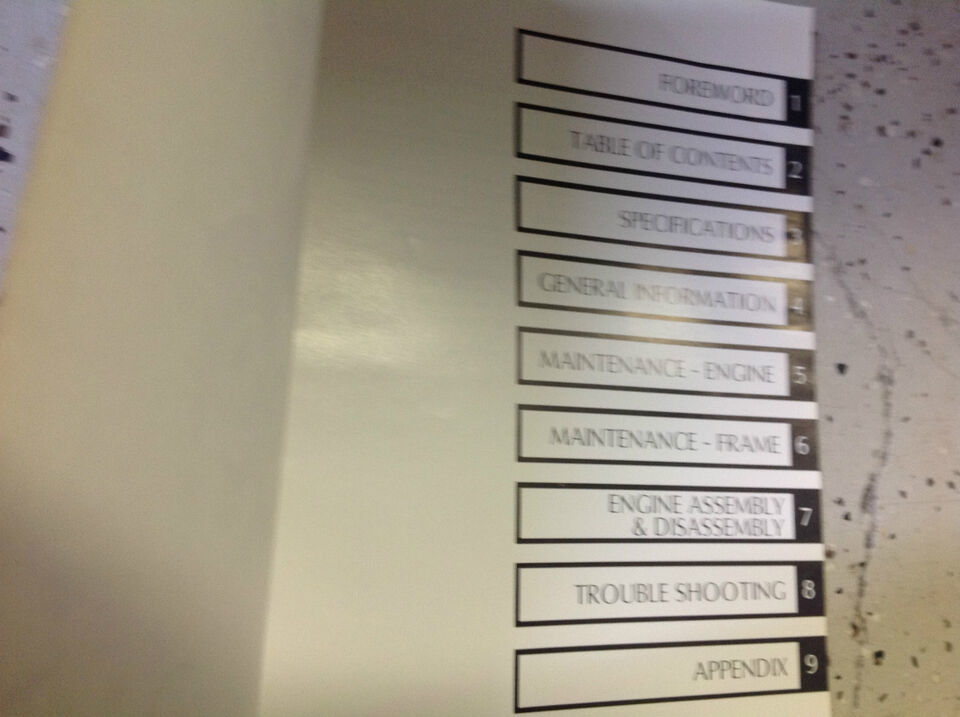 FOREWORD 1
TABLE OF CONTENTS 2
SPECIFICATIONS 3
GENERAL INFORMATION 4
MAINTENANCE - ENGINE 5
MAINTENANCE - FRAME 6
ENGINE ASSEMBLY
& DISASSEMBLY 7
TROUBLE SHOOTING 8
APPENDIX 9